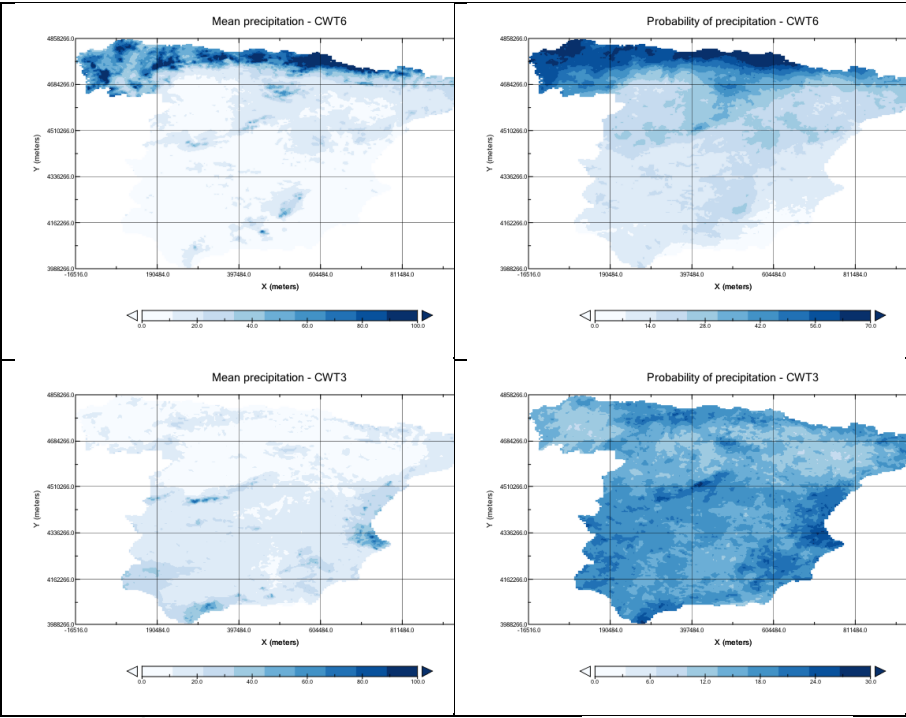 Mean precipitation - CWT6
4858266.0
4684266.0
4510266.0
4336266.0
4162266.0
3988266.0
Y (meters)
-16516.0 190484.0 397484.0 604484.0 811484.0
X (meters)
0.0 20.0 40.0 60.0 80.0 100.0
Probability of precipitation - CWT6
4858266.0
4684266.0
4510266.0
4336266.0
4162266.0
3988266.0
Y (meters)
-16516.0 190484.0 397484.0 604484.0 811484.0
X (meters)
0.0 14.0 28.0 42.0 56.0 70.0
Mean precipitation - CWT3
4858266.0
4684266.0
4510266.0
4336266.0
4162266.0
3988266.0
Y (meters)
-16516.0 190484.0 397484.0 604484.0 811484.0
X (meters)
0.0 20.0 40.0 60.0 80.0 100.0
Probability of precipitation - CWT3
4858266.0
4684266.0
4510266.0
4336266.0
4162266.0
3988266.0
Y (meters)
-16516.0 190484.0 397484.0 604484.0 811484.0
X (meters)
0.0 6.0 12.0 18.0 24.0 30.0